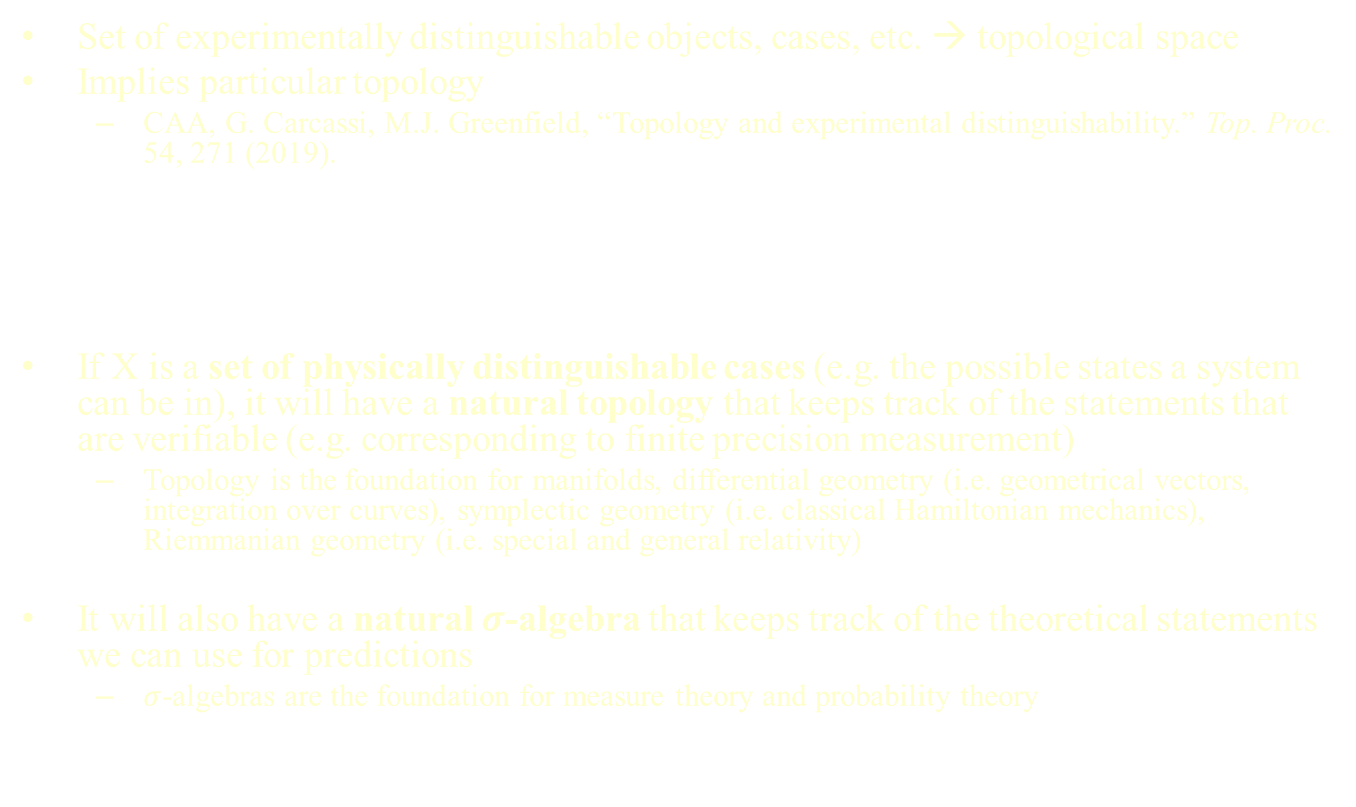 • Set of experimentally distinguishable objects, cases, etc. → topological space
• Implies particular topology
– CAA, G. Carcassi, M.J. Greenfield, “Topology and experimental distinguishability,” Top. Proc.
54, 271 (2019).
• If X is a set of physically distinguishable cases (e.g. the possible states a system
can be in), it will have a natural topology that keeps track of the statements that
are verifiable (e.g. corresponding to finite precision measurement)
– Topology is the foundation for manifolds, differential geometry (i.e. geometrical vectors,
integration over curves), symplectic geometry (i.e. classical Hamiltonian mechanics),
Riemmanian geometry (i.e. special and general relativity)
• It will also have a natural σ-algebra that keeps track of the theoretical statements
we can use for predictions
– σ-algebras are the foundation for measure theory and probability theory